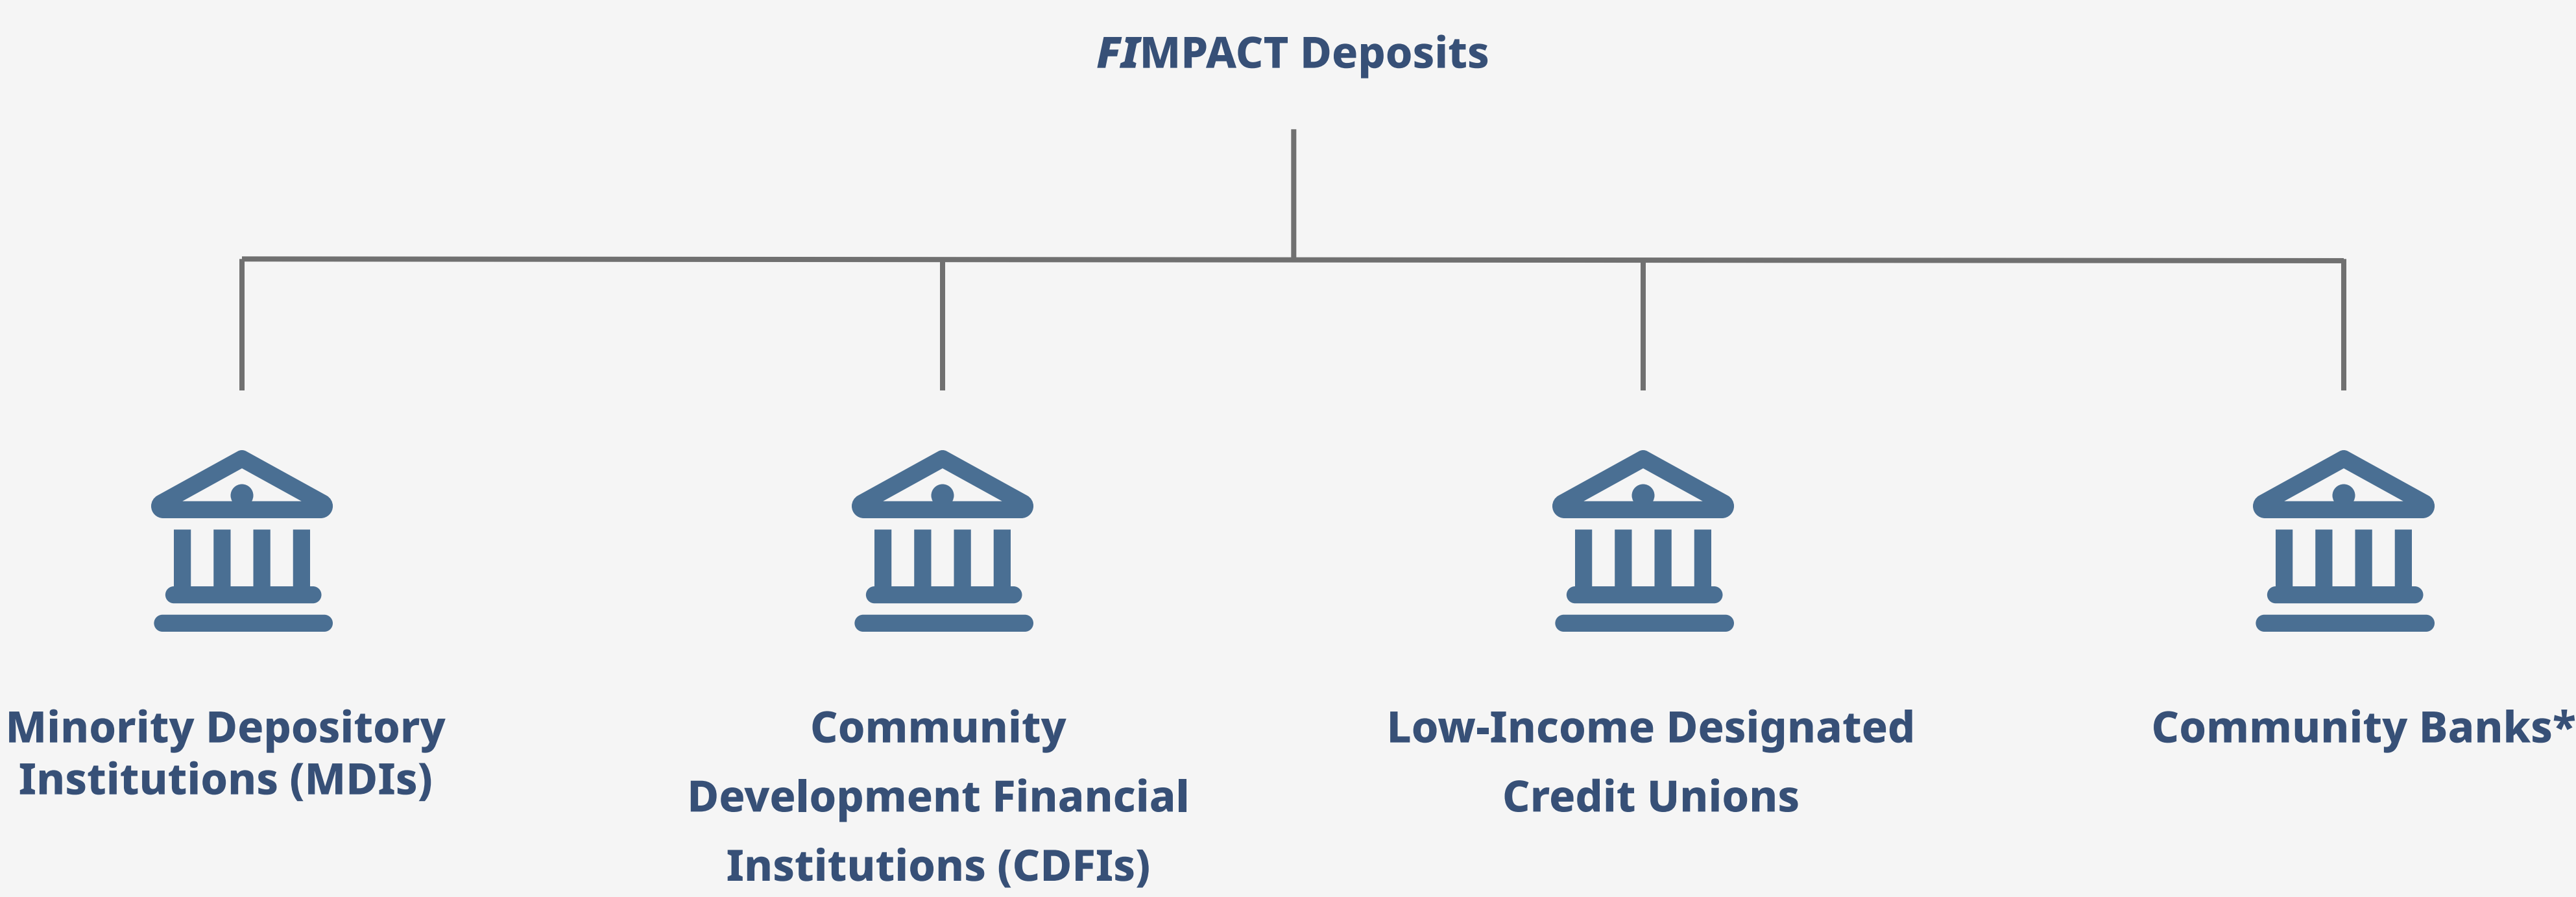 FIMPACT Deposits
Minority Depository
Institutions (MDIs)
Community
Development Financial
Institutions (CDFIs)
Low-Income Designated
Credit Unions
Community Banks*